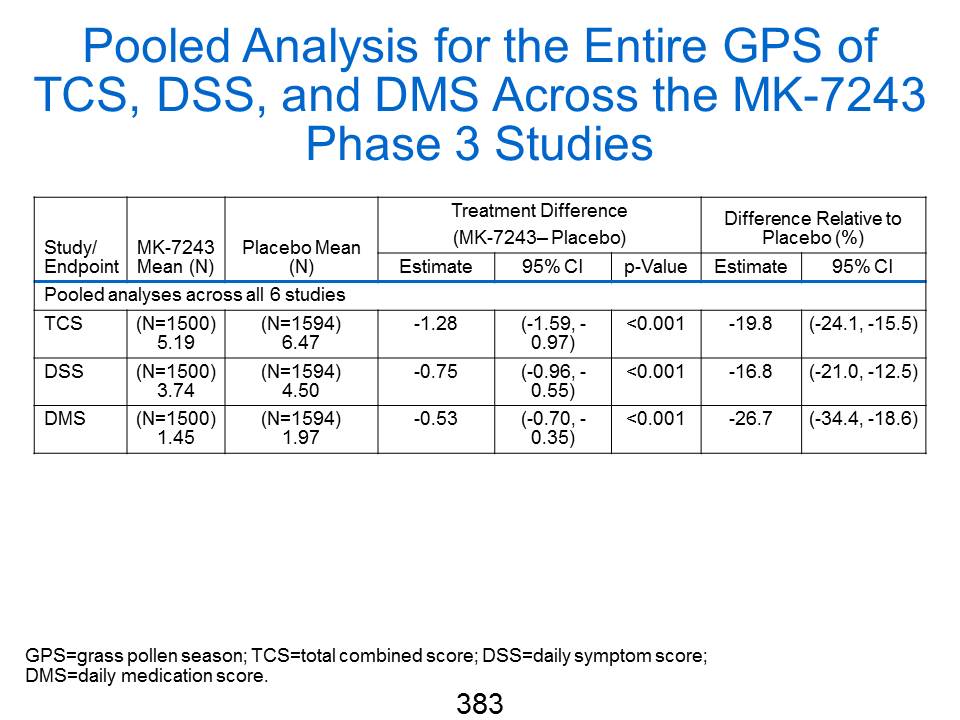 Pooled Analysis for the Entire GPS of
TCS, DSS, and DMS Across the MK-7243
Phase 3 Studies
Study/
Endpoint
MK-7243
Mean (N)
Placebo Mean
(N)
Treatment Difference
(MK-7243– Placebo)
Difference Relative to
Placebo (%)
Estimate
95% CI
p-Value
Estimate
95% CI
Pooled analyses across all 6 studies
TCS
(N=1500)
5.19
(N=1594)
6.47
-1.28
(-1.59, -
0.97)
<0.001
-19.8
(-24.1, -15.5)
DSS
(N=1500)
3.74
(N=1594)
4.50
-0.75
(-0.96, -
0.55)
<0.001
-16.8
(-21.0, -12.5)
DMS
(N=1500)
1.45
(N=1594)
1.97
-0.53
(-0.70, -
0.35)
<0.001
-26.7
(-34.4, -18.6)
GPS=grass pollen season; TCS=total combined score; DSS=daily symptom score;
DMS=daily medication score.
383